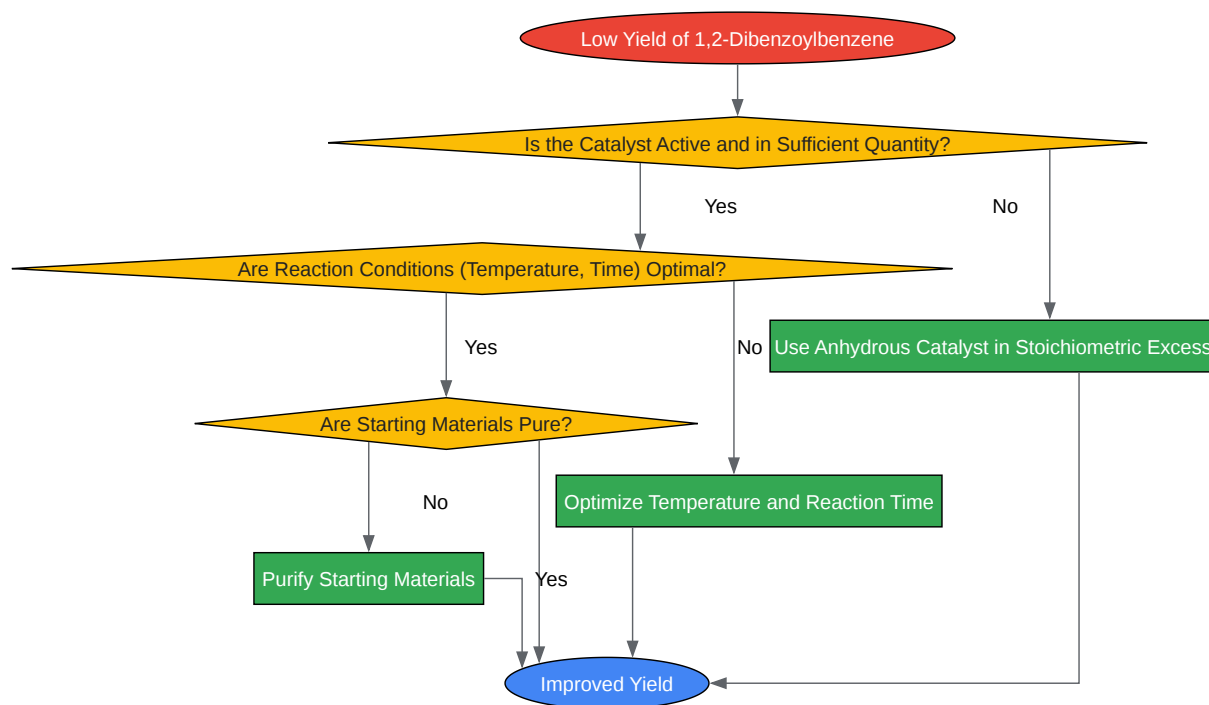 Low Yield of 1,2-Dibenzoylbenzene
Is the Catalyst Active and in Sufficient Quantity?
Yes
No
Are Reaction Conditions (Temperature, Time) Optimal?
Yes
No
Use Anhydrous Catalyst in Stoichiometric Excess
Are Starting Materials Pure?
No
Optimize Temperature and Reaction Time
Purify Starting Materials
Yes
Improved Yield